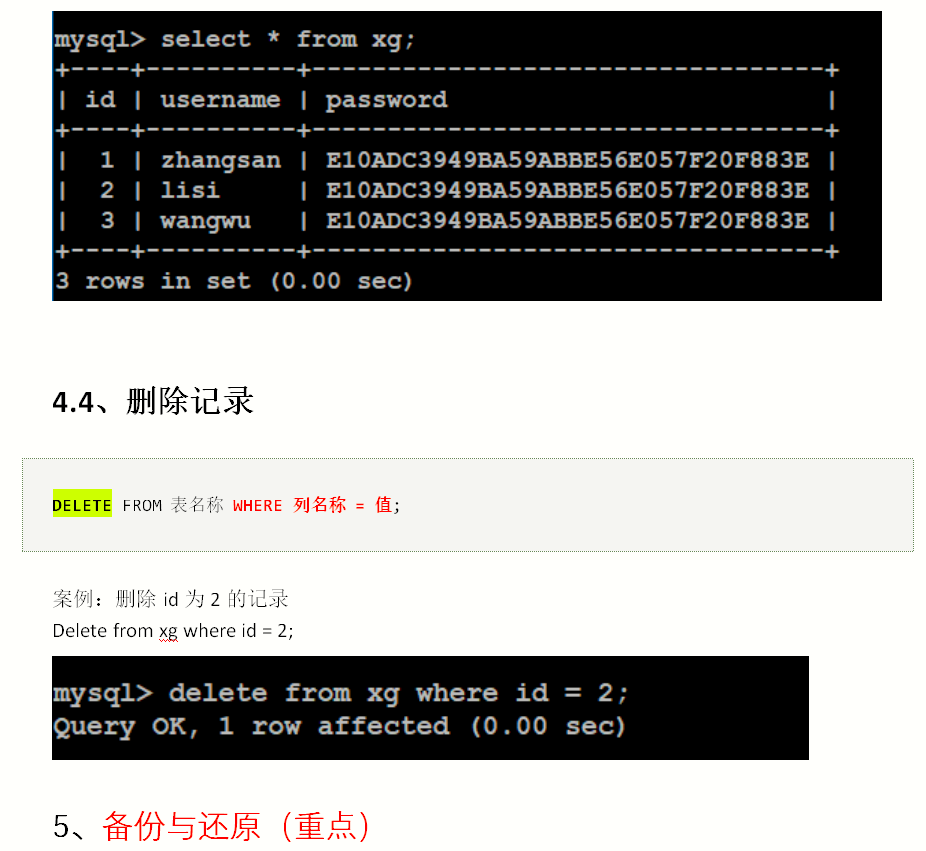 mysql> select * from xg;
+----+----------+----------------------------------+
| id | username | password                         |
+----+----------+----------------------------------+
|  1 | zhangsan | E10ADC3949BA59ABBE56E057F20F883E |
|  2 | lisi     | E10ADC3949BA59ABBE56E057F20F883E |
|  3 | wangwu   | E10ADC3949BA59ABBE56E057F20F883E |
+----+----------+----------------------------------+
3 rows in set (0.00 sec)
4.4、删除记录
DELETE FROM 表名称 WHERE 列名称 = 值;
案例：删除 id 为 2 的记录
Delete from xg where id = 2;
mysql> delete from xg where id = 2;
Query OK, 1 row affected (0.00 sec)
5、备份与还原（重点）